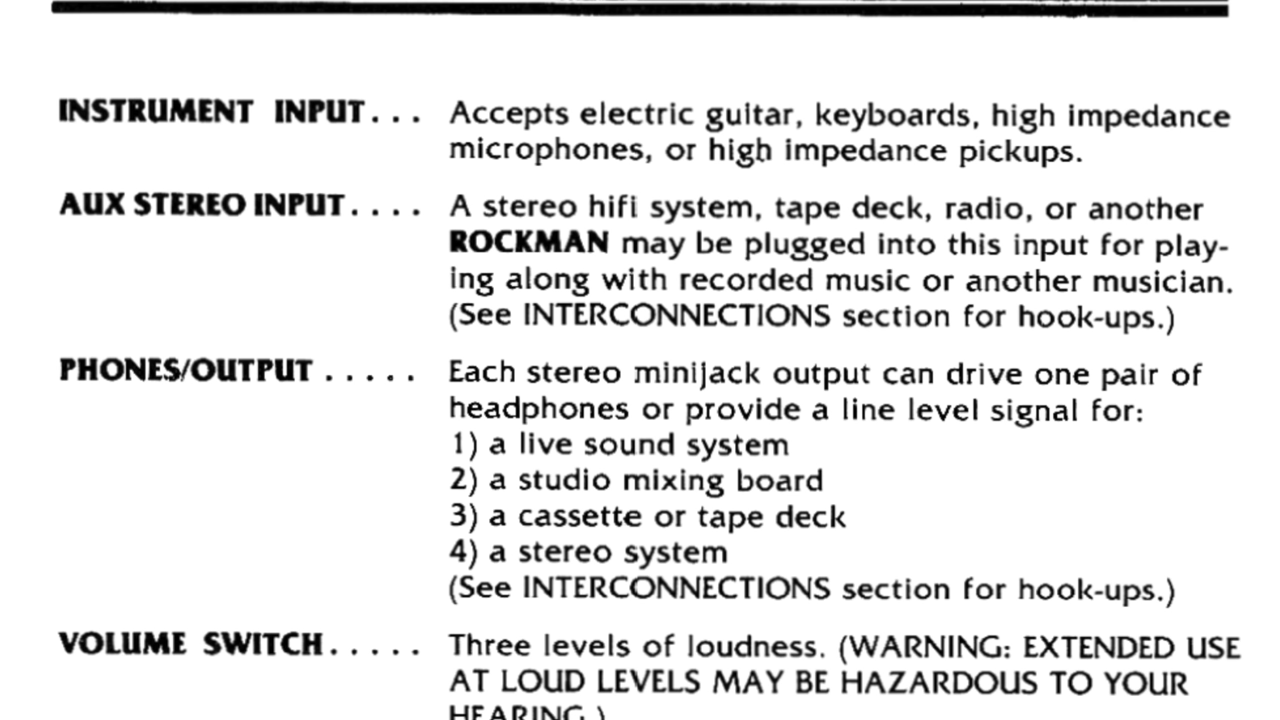 INSTRUMENT INPUT... Accepts electric guitar, keyboards, high impedance
microphones, or high impedance pickups.
AUX STEREO INPUT.... A stereo hifi system, tape deck, radio, or another
ROCKMAN may be plugged into this input for play-
ing along with recorded music or another musician.
(See INTERCONNECTIONS section for hook-ups.)
PHONES/OUTPUT ..... Each stereo minijack output can drive one pair of
headphones or provide a line level signal for:
1) a live sound system
2) a studio mixing board
3) a cassette or tape deck
4) a stereo system
(See INTERCONNECTIONS section for hook-ups.)
VOLUME SWITCH..... Three levels of loudness. (WARNING: EXTENDED USE
AT LOUD LEVELS MAY BE HAZARDOUS TO YOUR
HEARING.)